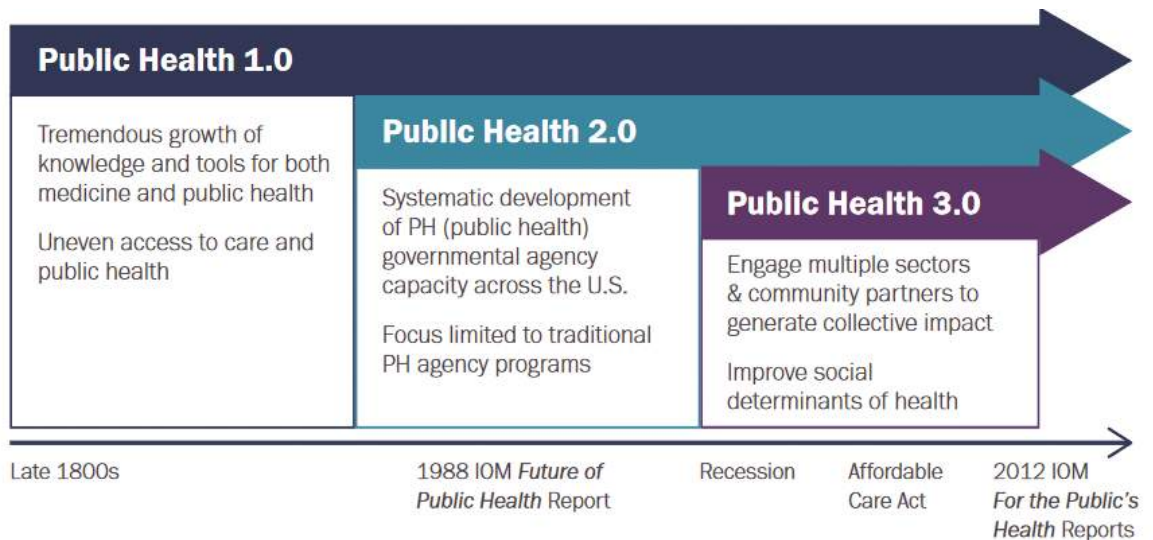 Public Health 1.0
Tremendous growth of
knowledge and tools for both
medicine and public health
Uneven access to care and
public health
Public Health 2.0
Systematic development
of PH (public health)
governmental agency
capacity across the U.S.
Focus limited to traditional
PH agency programs
Public Health 3.0
Engage multiple sectors
& community partners to
generate collective impact
Improve social
determinants of health
Late 1800s
1988 IOM Future of
Public Health Report
Recession
Affordable
Care Act
2012 IOM
For the Public's
Health Reports